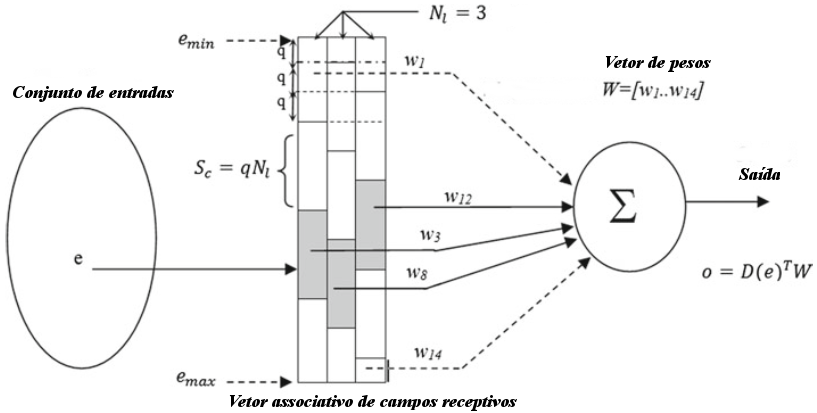 N_l = 3
e_min
q
q
q
w_1
Vetor de pesos
W=[w_1..w_14]
Conjunto de entradas
S_c = qN_l
w_12
Σ
Saída
w_3
e
w_8
o = D(e)^T W
w_14
e_max
Vetor associativo de campos receptivos